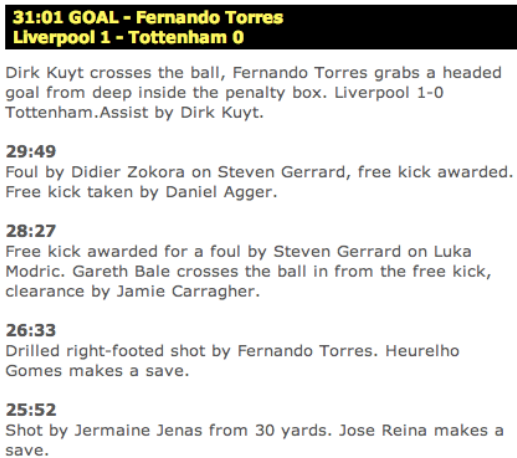 31:01 GOAL - Fernando Torres
Liverpool 1 - Tottenham 0
Dirk Kuyt crosses the ball, Fernando Torres grabs a headed
goal from deep inside the penalty box. Liverpool 1-0
Tottenham.Assist by Dirk Kuyt.
29:49
Foul by Didier Zokora on Steven Gerrard, free kick awarded.
Free kick taken by Daniel Agger.
28:27
Free kick awarded for a foul by Steven Gerrard on Luka
Modric. Gareth Bale crosses the ball in from the free kick,
clearance by Jamie Carragher.
26:33
Drilled right-footed shot by Fernando Torres. Heurelho
Gomes makes a save.
25:52
Shot by Jermaine Jenas from 30 yards. Jose Reina makes a
save.